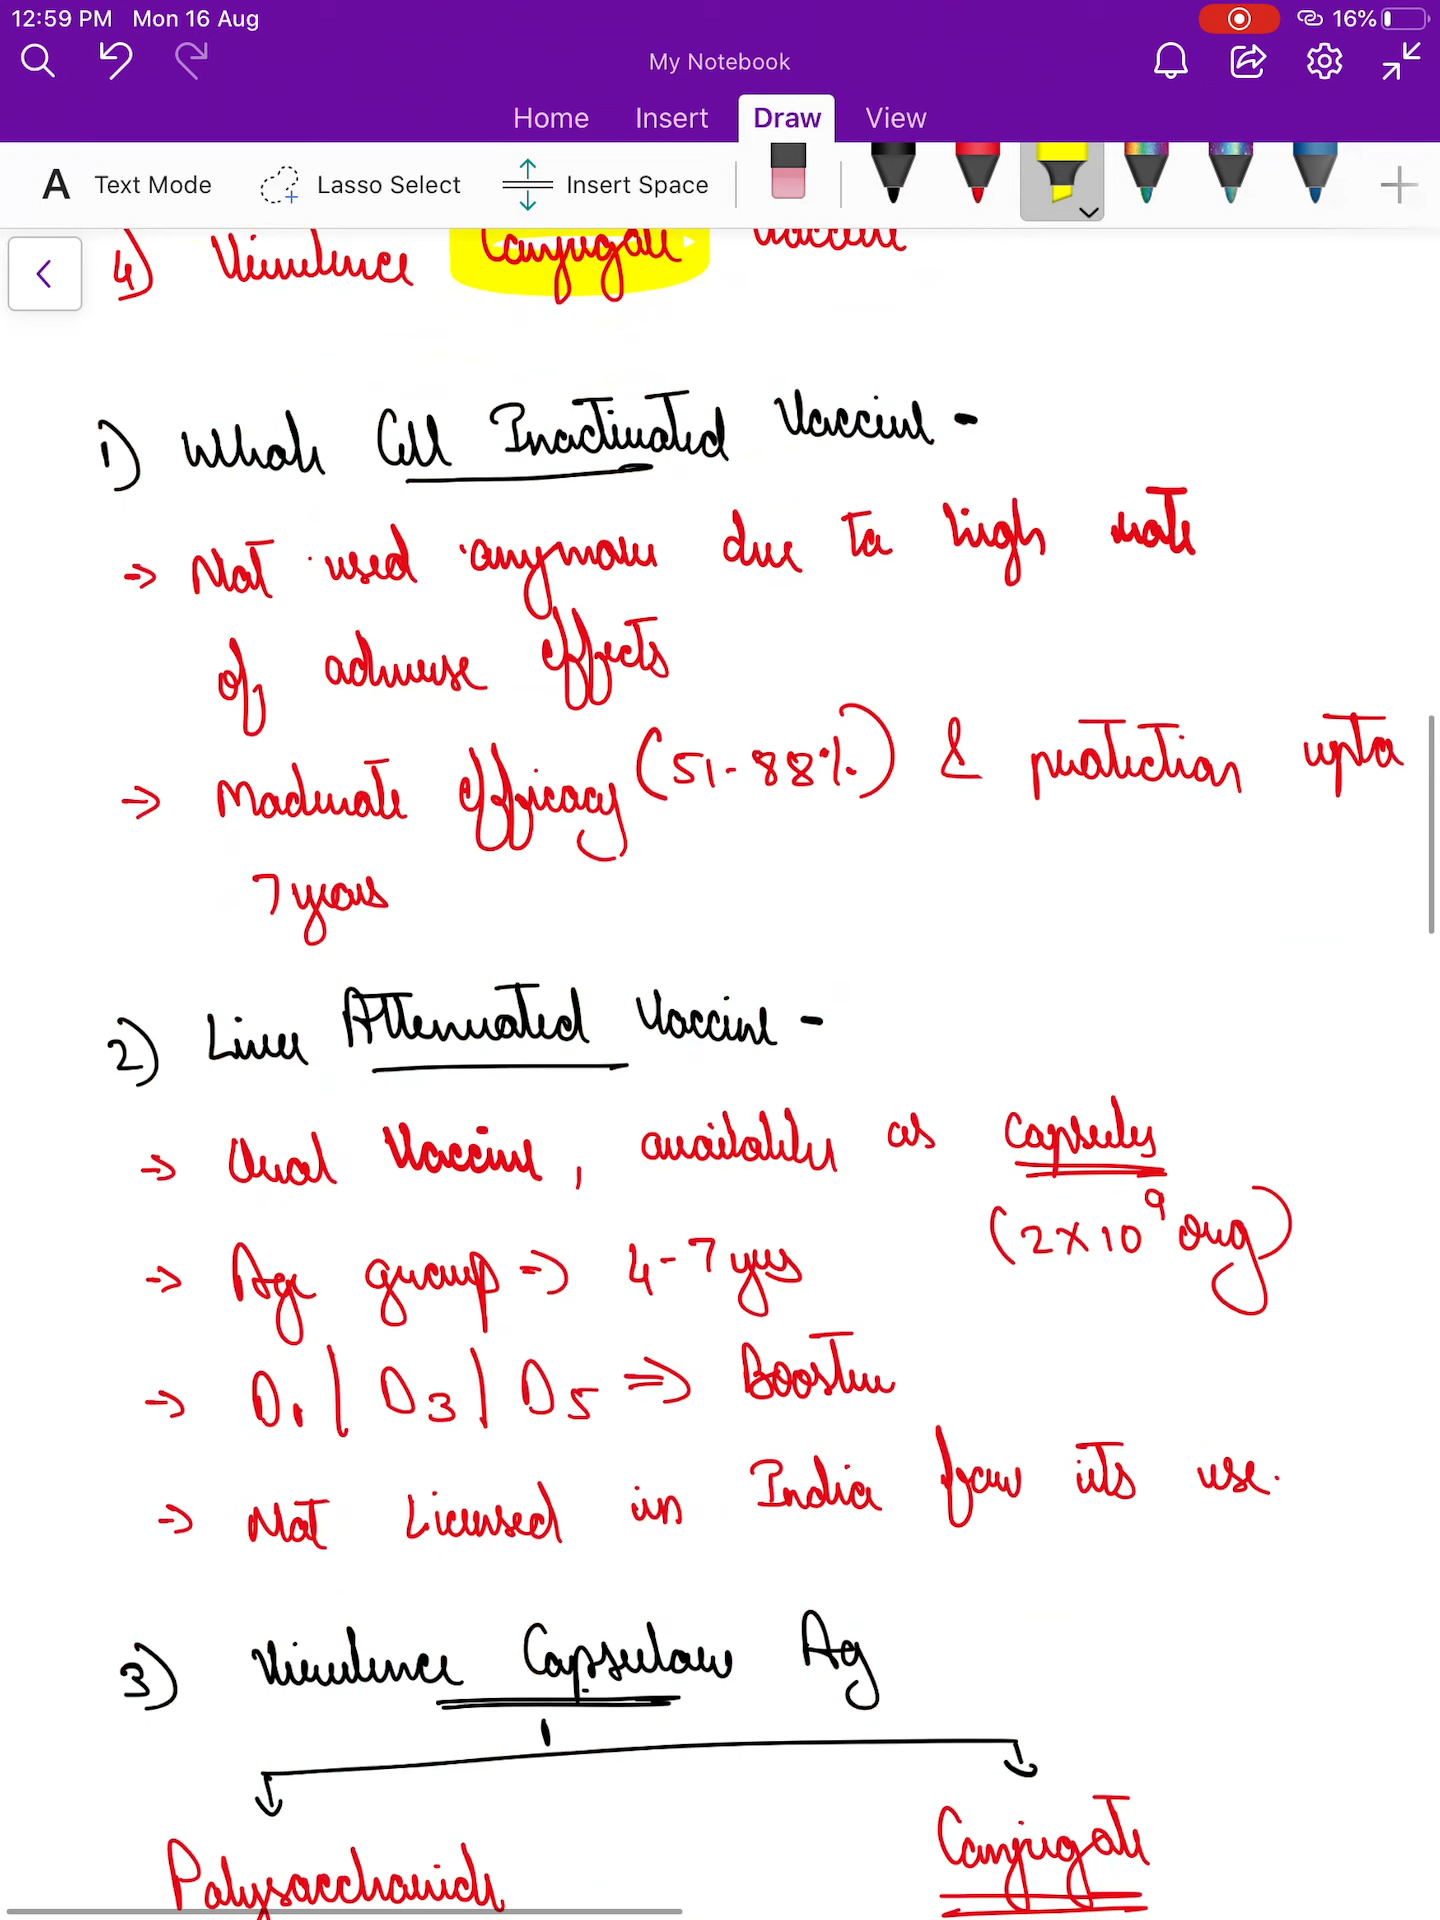 12:59 PM Mon 16 Aug 16%
My Notebook
Home Insert Draw View
A Text Mode Lasso Select Insert Space
4) Virulence Conjugate Vaccine
1) Whole Cell Inactivated Vaccine -
→ Not used anymore due to high rate
of adverse effects
→ Moderate efficacy (51-88%) & protection upto
7 years
2) Live Attenuated Vaccine -
→ Oral Vaccine, available as Capsules
(2×10⁹ org)
→ Age group → 4-7 yrs
→ D1 | D3 | D5 ⇒ Booster
→ Not Licensed in India for its use.
3) Virulence Capsular Ag
Polysaccharide Conjugate